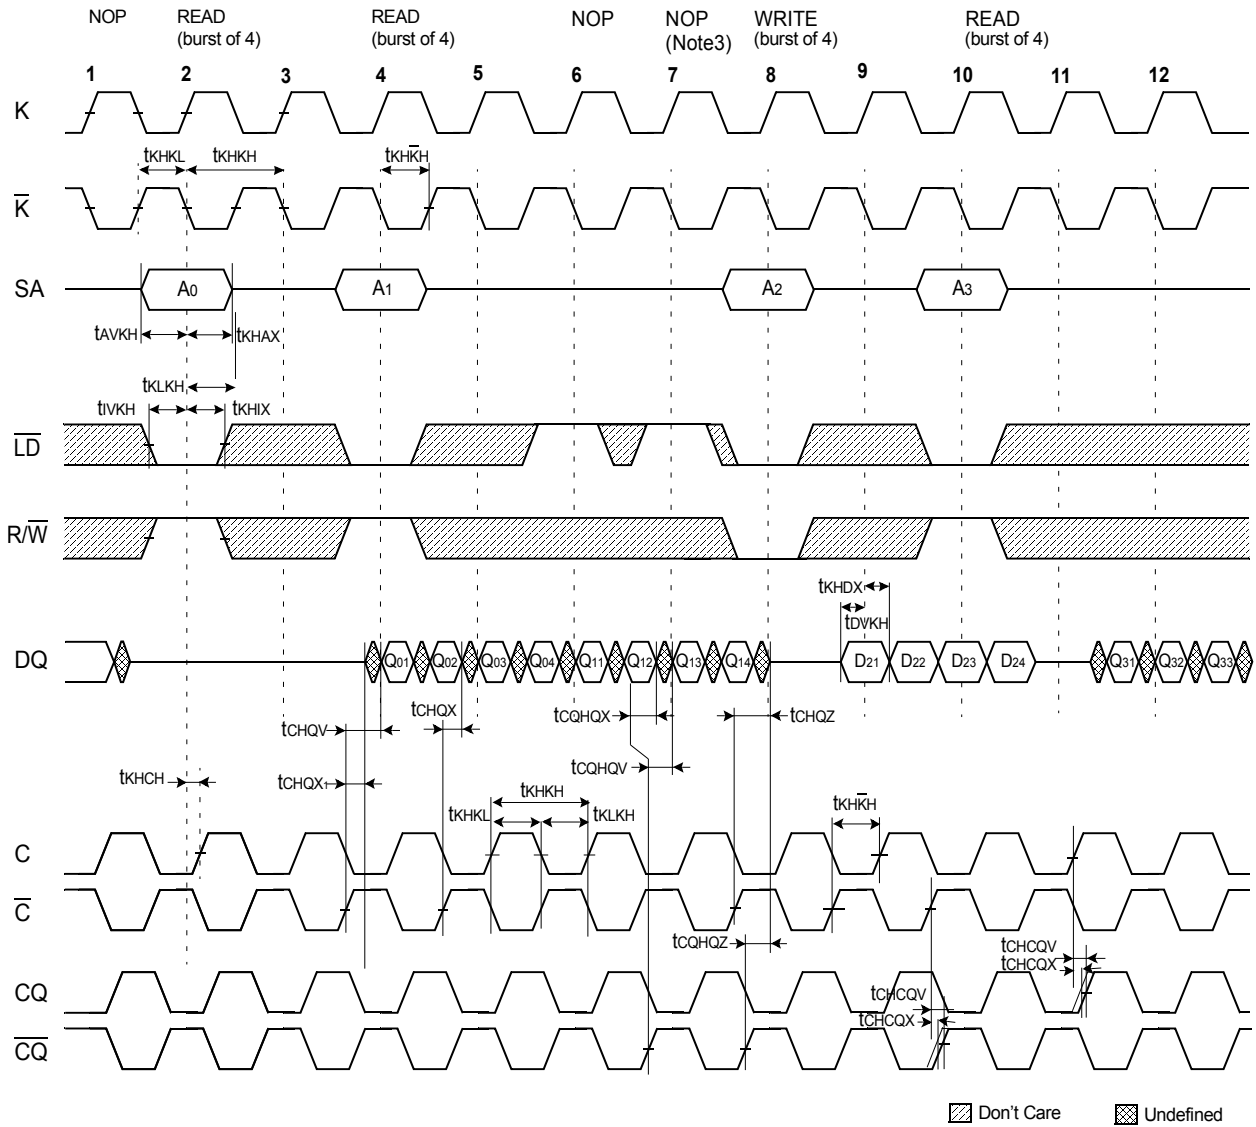 NOP READ READ NOP NOP WRITE READ
(burst of 4) (burst of 4) (Note3) (burst of 4) (burst of 4)
1 2 3 4 5 6 7 8 9 10 11 12
K
tKHKL tKHKH tKHK̅H
K̅
SA A0 A1 A2 A3
tAVKH tKHAX
tKLKH
tIVKH tKHIX
L̅D̅
R/W̅
tKHDX
tDVKH
DQ Q01 Q02 Q03 Q04 Q11 Q12 Q13 Q14 D21 D22 D23 D24 Q31 Q32 Q33
tCHQV tCHQX tCQHQX tCHQZ
tCQHQV
tKHCH tCHQX1
tKHKH tKHK̅H
tKHKL tKLKH
C
C̅
tCQHQZ
tCHCQV
tCHCQX
CQ
tCHCQV
tCHCQX
C̅Q̅
Don't Care Undefined